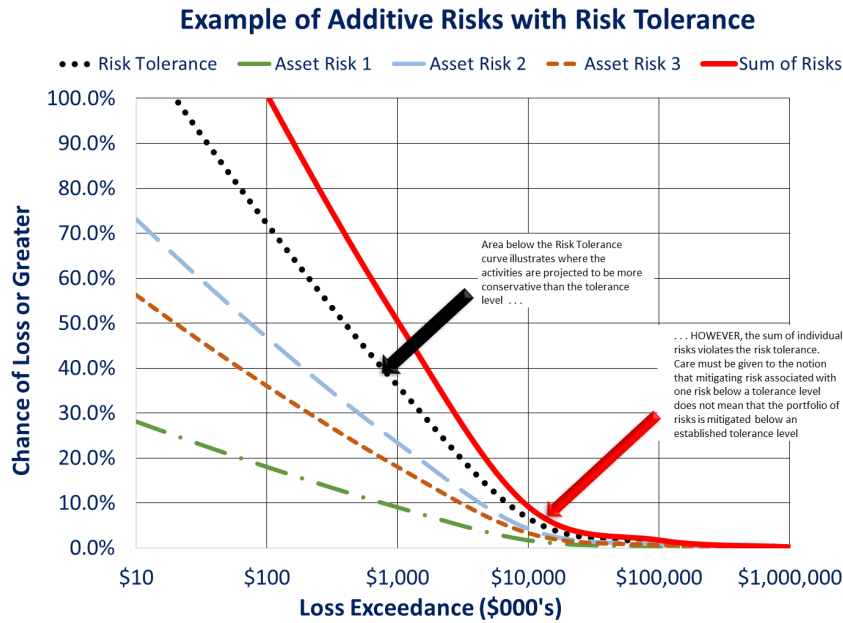 Example of Additive Risks with Risk Tolerance
Risk Tolerance Asset Risk 1 Asset Risk 2 Asset Risk 3 Sum of Risks
100.0%
90.0%
80.0%
70.0%
60.0%
50.0%
40.0%
30.0%
20.0%
10.0%
0.0%
Chance of Loss or Greater
Area below the Risk Tolerance
curve illustrates where the
activities are projected to be more
conservative than the tolerance
level ...
... HOWEVER, the sum of individual
risks violates the risk tolerance.
Care must be given to the notion
that mitigating risk associated with
one risk below a tolerance level
does not mean that the portfolio of
risks is mitigated below an
established tolerance level
$10 $100 $1,000 $10,000 $100,000 $1,000,000
Loss Exceedance ($000's)